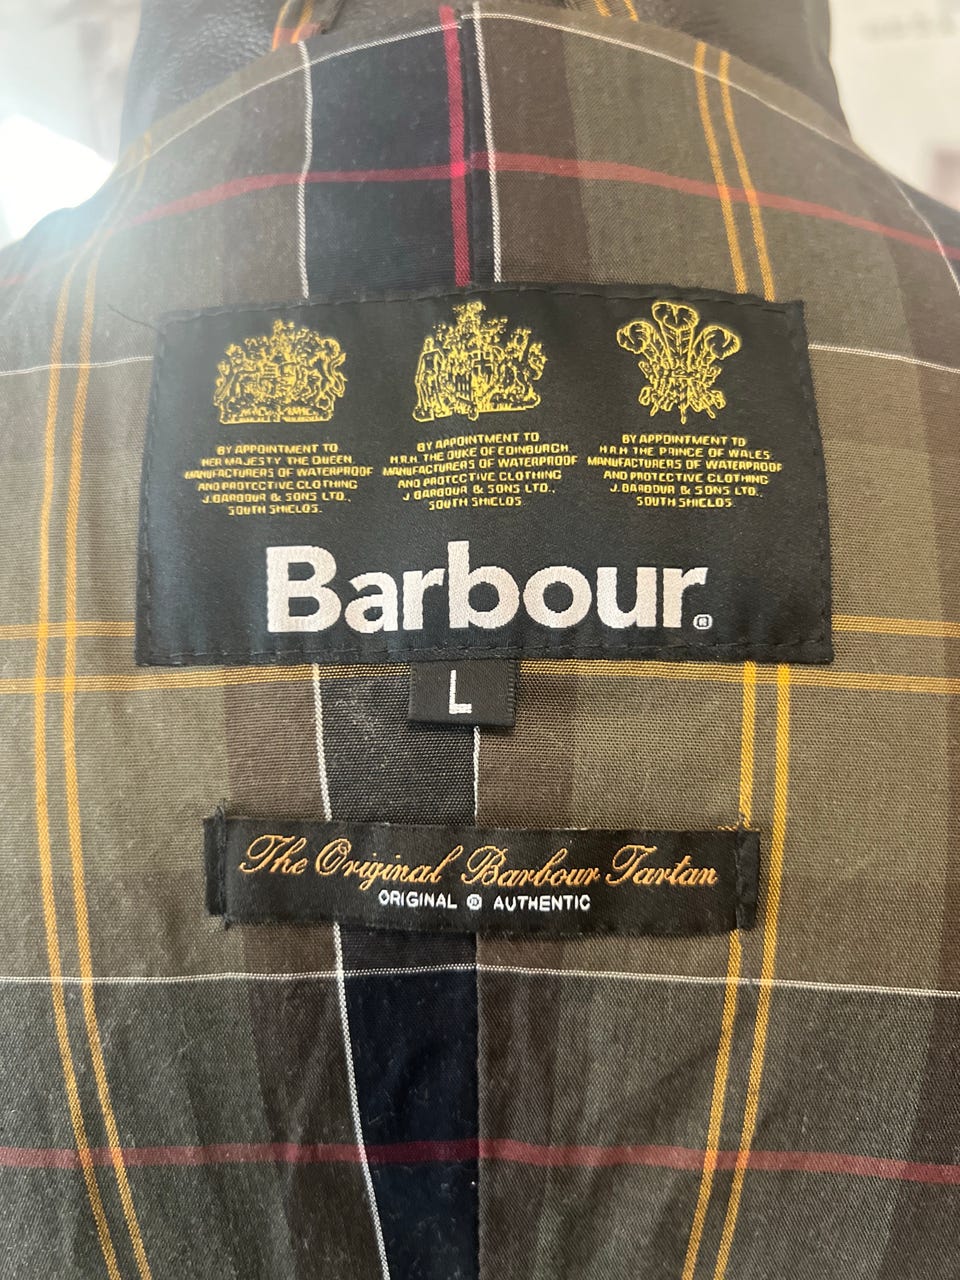 BY APPOINTMENT TO
HER MAJESTY THE QUEEN
MANUFACTURERS OF WATERPROOF
AND PROTECTIVE CLOTHING
J. BARBOUR & SONS LTD.,
SOUTH SHIELDS.
BY APPOINTMENT TO
H.R.H. THE DUKE OF EDINBURGH
MANUFACTURERS OF WATERPROOF
AND PROTECTIVE CLOTHING
J. BARBOUR & SONS LTD.,
SOUTH SHIELDS
BY APPOINTMENT TO
H.R.H. THE PRINCE OF WALES
MANUFACTURERS OF WATERPROOF
AND PROTECTIVE CLOTHING
J. BARBOUR & SONS LTD.,
SOUTH SHIELDS
Barbour®
L
The Original Barbour Tartan
ORIGINAL ® AUTHENTIC